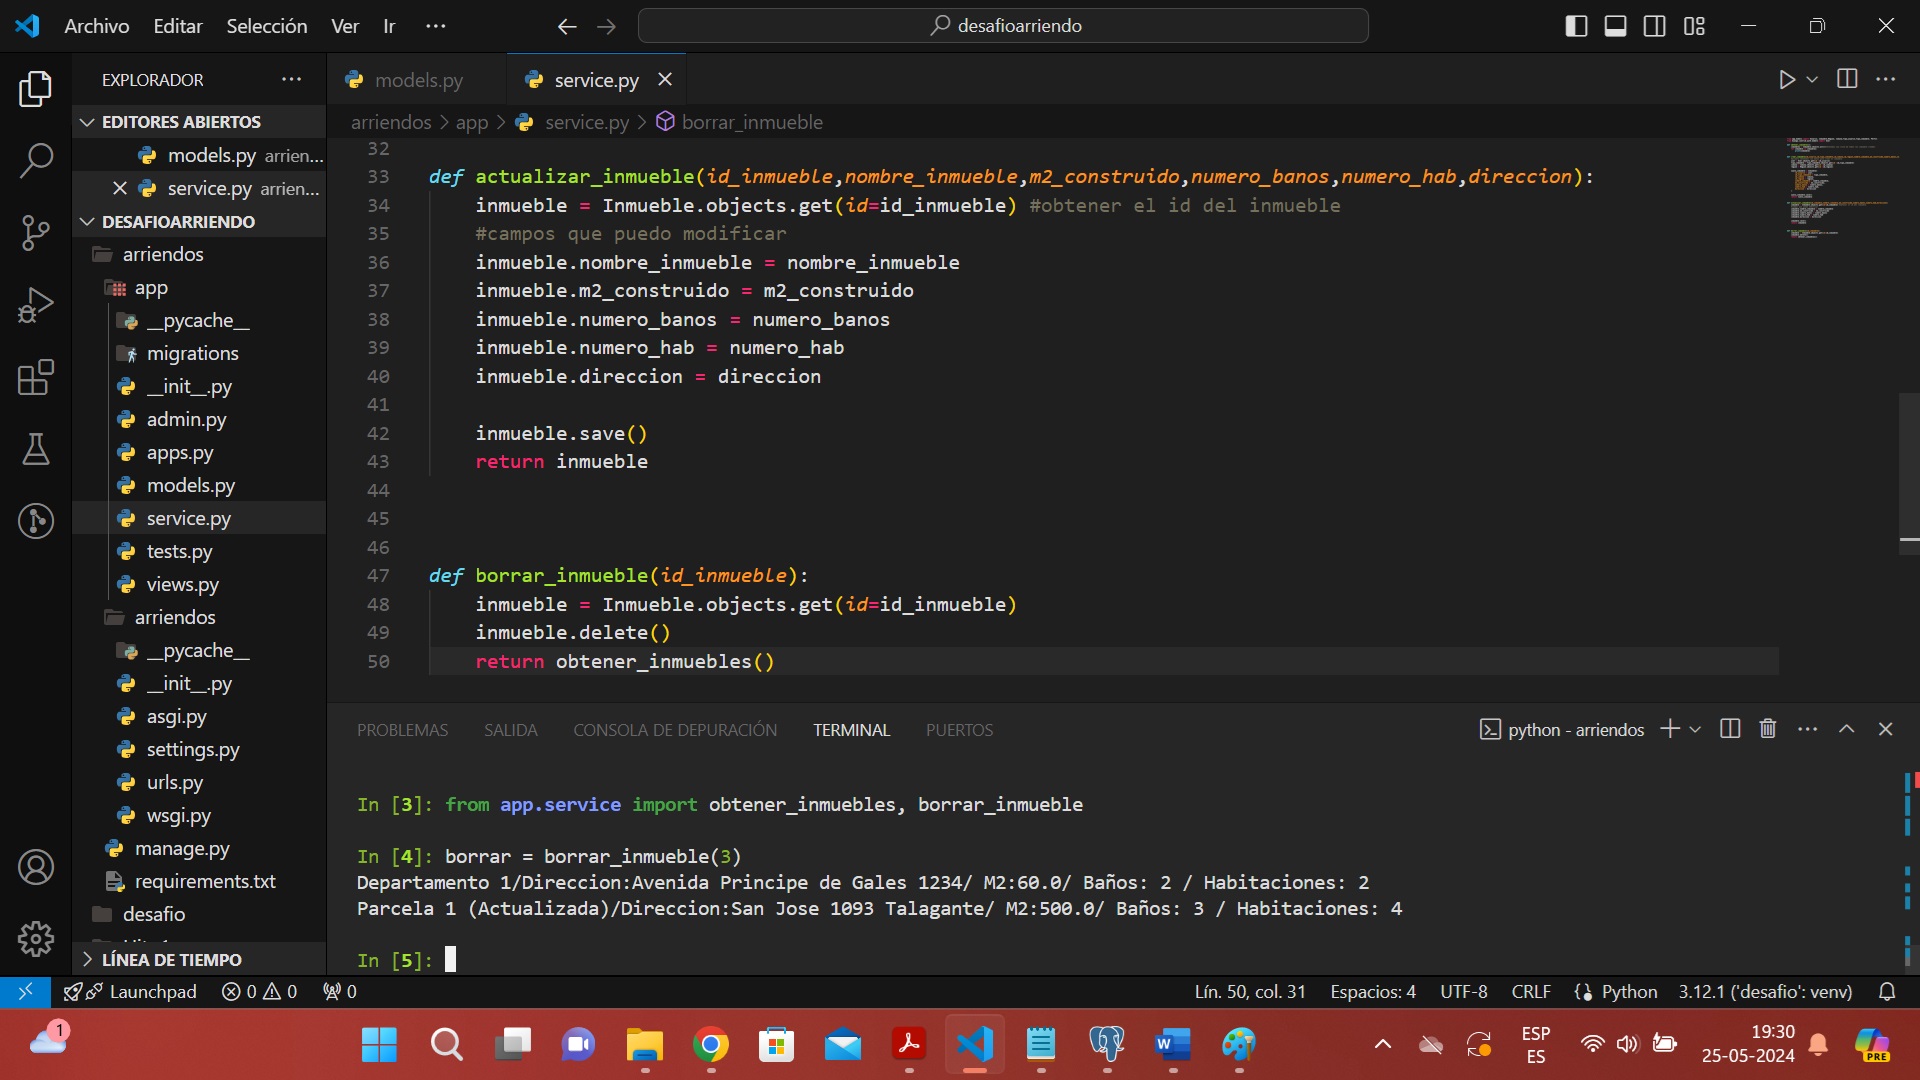 Archivo Editar Selección Ver Ir ··· desafioarriendo
EXPLORADOR ···
EDITORES ABIERTOS
models.py arrien...
service.py arrien...
DESAFIOARRIENDO
arriendos
app
__pycache__
migrations
__init__.py
admin.py
apps.py
models.py
service.py
tests.py
views.py
arriendos
__pycache__
__init__.py
asgi.py
settings.py
urls.py
wsgi.py
manage.py
requirements.txt
desafio
LÍNEA DE TIEMPO
models.py service.py
arriendos > app > service.py > borrar_inmueble
32
33 def actualizar_inmueble(id_inmueble,nombre_inmueble,m2_construido,numero_banos,numero_hab,direccion):
34 inmueble = Inmueble.objects.get(id=id_inmueble) #obtener el id del inmueble
35 #campos que puedo modificar
36 inmueble.nombre_inmueble = nombre_inmueble
37 inmueble.m2_construido = m2_construido
38 inmueble.numero_banos = numero_banos
39 inmueble.numero_hab = numero_hab
40 inmueble.direccion = direccion
41
42 inmueble.save()
43 return inmueble
44
45
46
47 def borrar_inmueble(id_inmueble):
48 inmueble = Inmueble.objects.get(id=id_inmueble)
49 inmueble.delete()
50 return obtener_inmuebles()
PROBLEMAS SALIDA CONSOLA DE DEPURACIÓN TERMINAL PUERTOS python - arriendos
In [3]: from app.service import obtener_inmuebles, borrar_inmueble
In [4]: borrar = borrar_inmueble(3)
Departamento 1/Direccion:Avenida Principe de Gales 1234/ M2:60.0/ Baños: 2 / Habitaciones: 2
Parcela 1 (Actualizada)/Direccion:San Jose 1093 Talagante/ M2:500.0/ Baños: 3 / Habitaciones: 4
In [5]:
Launchpad 0 0 0 Lín. 50, col. 31 Espacios: 4 UTF-8 CRLF Python 3.12.1 ('desafio': venv)
1 W ESP ES 19:30 25-05-2024 PRE